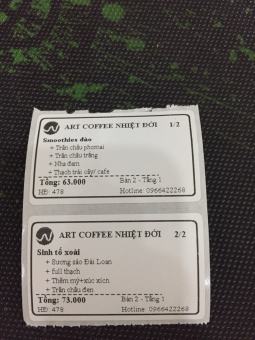 ART COFFEE NHIỆT ĐỚI 1/2
Smoothies đào
+ Trân châu phomai
+ Trân châu trắng
+ Nha đam
+ Thạch trái cây/ cafe
Tổng: 63.000 Bàn 2 - Tầng 1
HĐ: 478 Hotline: 0966422268
ART COFFEE NHIỆT ĐỚI 2/2
Sinh tố xoài
+ Sương sáo Đài Loan
+ full thạch
+ Thêm mỳ+xúc xích
+ Trân châu đen
Tổng: 73.000 Bàn 2 - Tầng 1
HĐ: 478 Hotline: 0966422268